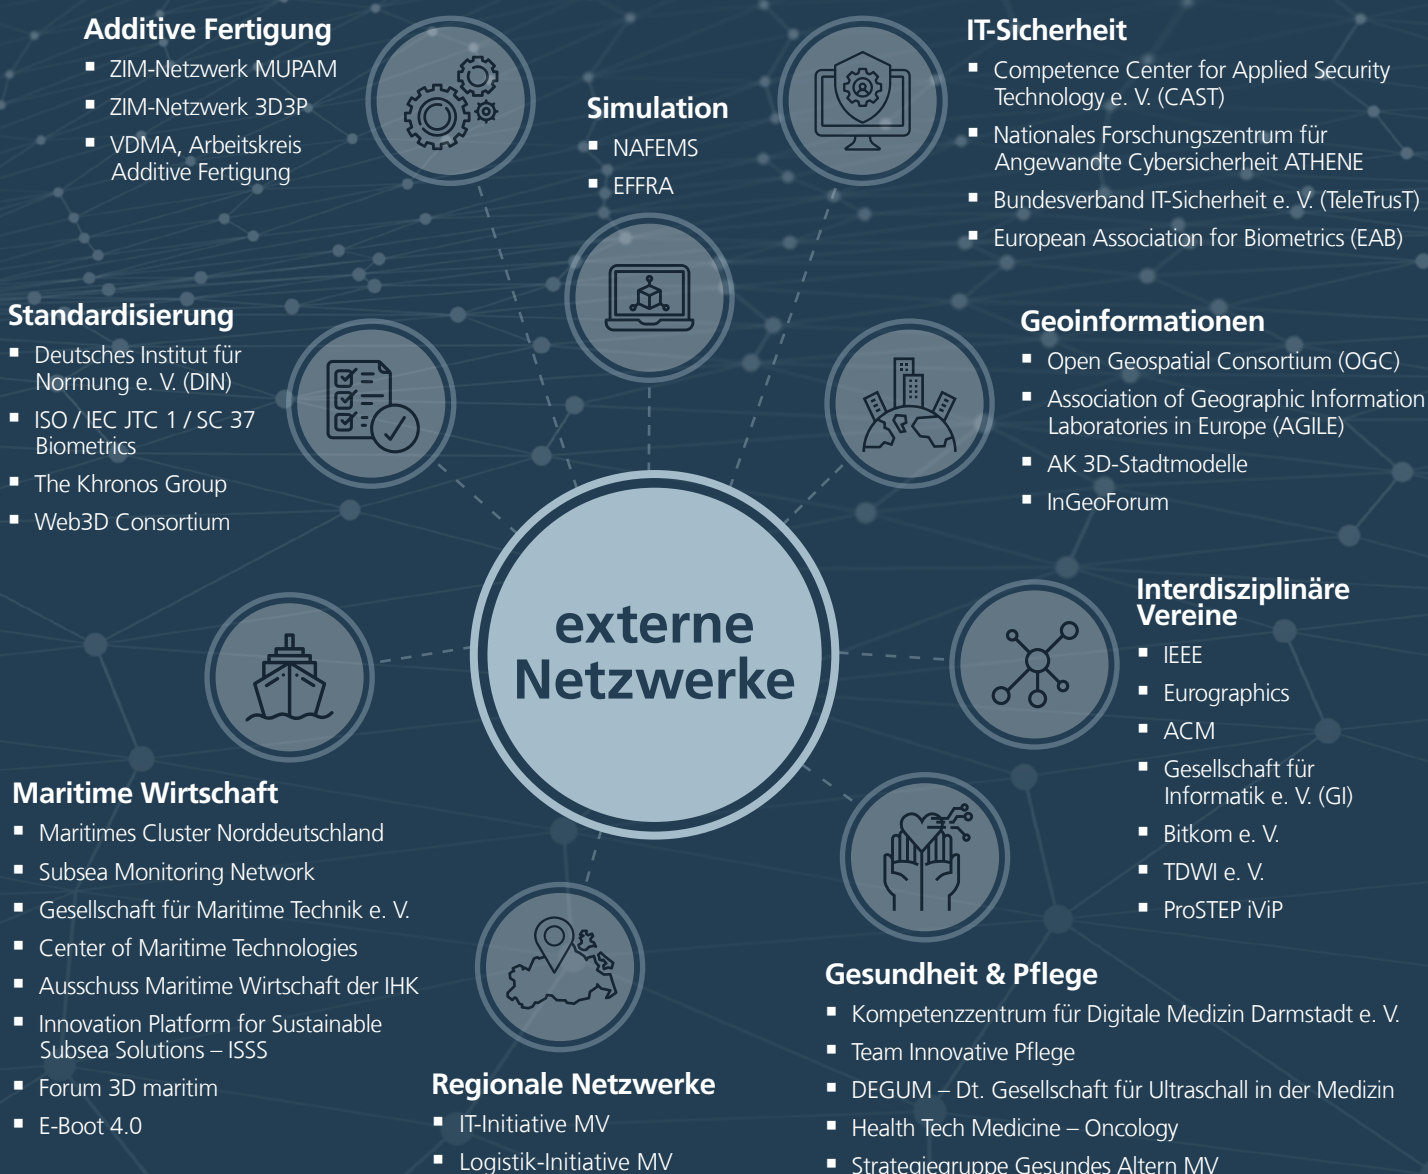 Additive Fertigung
ZIM-Netzwerk MUPAM
ZIM-Netzwerk 3D3P
VDMA, Arbeitskreis
Additive Fertigung
Simulation
NAFEMS
EFFRA
IT-Sicherheit
Competence Center for Applied Security
Technology e. V. (CAST)
Nationales Forschungszentrum für
Angewandte Cybersicherheit ATHENE
Bundesverband IT-Sicherheit e. V. (TeleTrusT)
European Association for Biometrics (EAB)
Standardisierung
Deutsches Institut für
Normung e. V. (DIN)
ISO / IEC JTC 1 / SC 37
Biometrics
The Khronos Group
Web3D Consortium
Geoinformationen
Open Geospatial Consortium (OGC)
Association of Geographic Information
Laboratories in Europe (AGILE)
AK 3D-Stadtmodelle
InGeoForum
externe
Netzwerke
Interdisziplinäre
Vereine
IEEE
Eurographics
ACM
Gesellschaft für
Informatik e. V. (GI)
Bitkom e. V.
TDWI e. V.
ProSTEP iViP
Maritime Wirtschaft
Maritimes Cluster Norddeutschland
Subsea Monitoring Network
Gesellschaft für Maritime Technik e. V.
Center of Maritime Technologies
Ausschuss Maritime Wirtschaft der IHK
Innovation Platform for Sustainable
Subsea Solutions – ISSS
Forum 3D maritim
E-Boot 4.0
Regionale Netzwerke
IT-Initiative MV
Logistik-Initiative MV
Gesundheit & Pflege
Kompetenzzentrum für Digitale Medizin Darmstadt e. V.
Team Innovative Pflege
DEGUM – Dt. Gesellschaft für Ultraschall in der Medizin
Health Tech Medicine – Oncology
Strategiegruppe Gesundes Altern MV